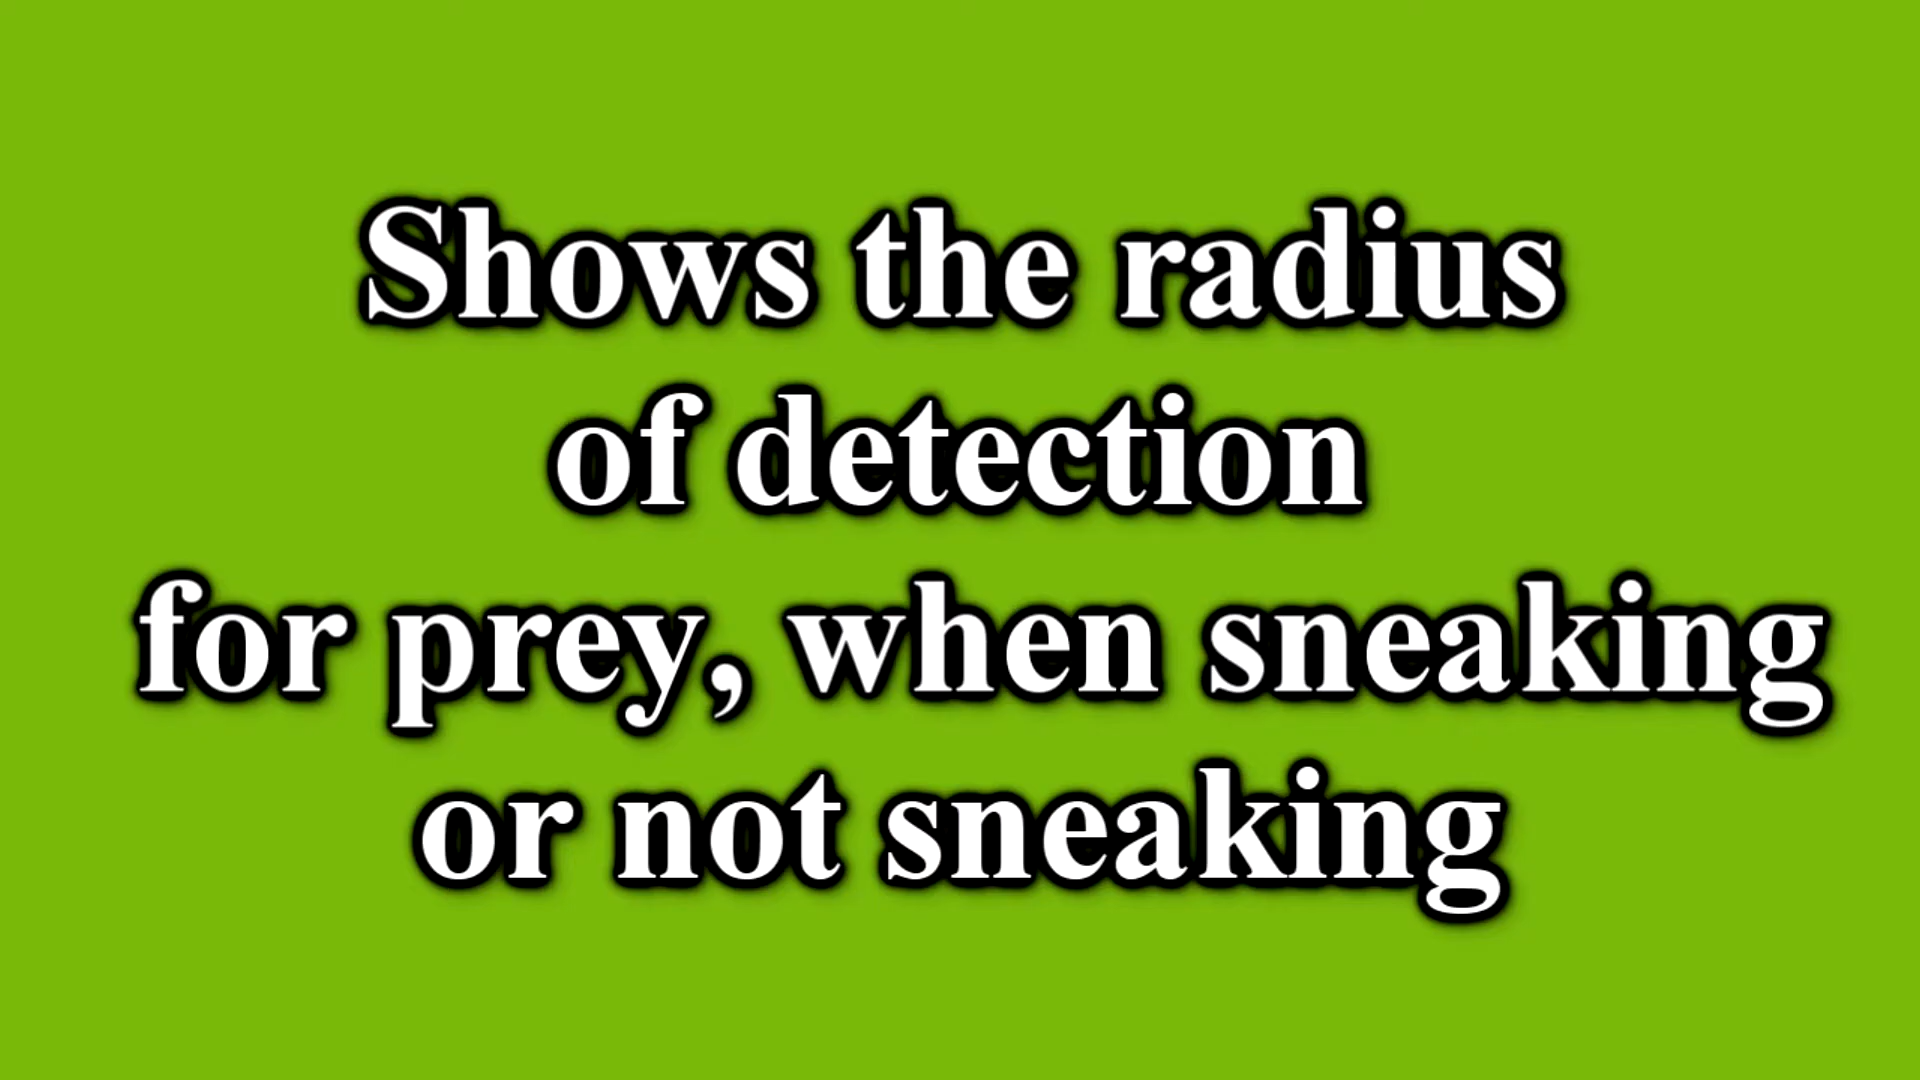 Shows the radius
of detection
for prey, when sneaking
or not sneaking